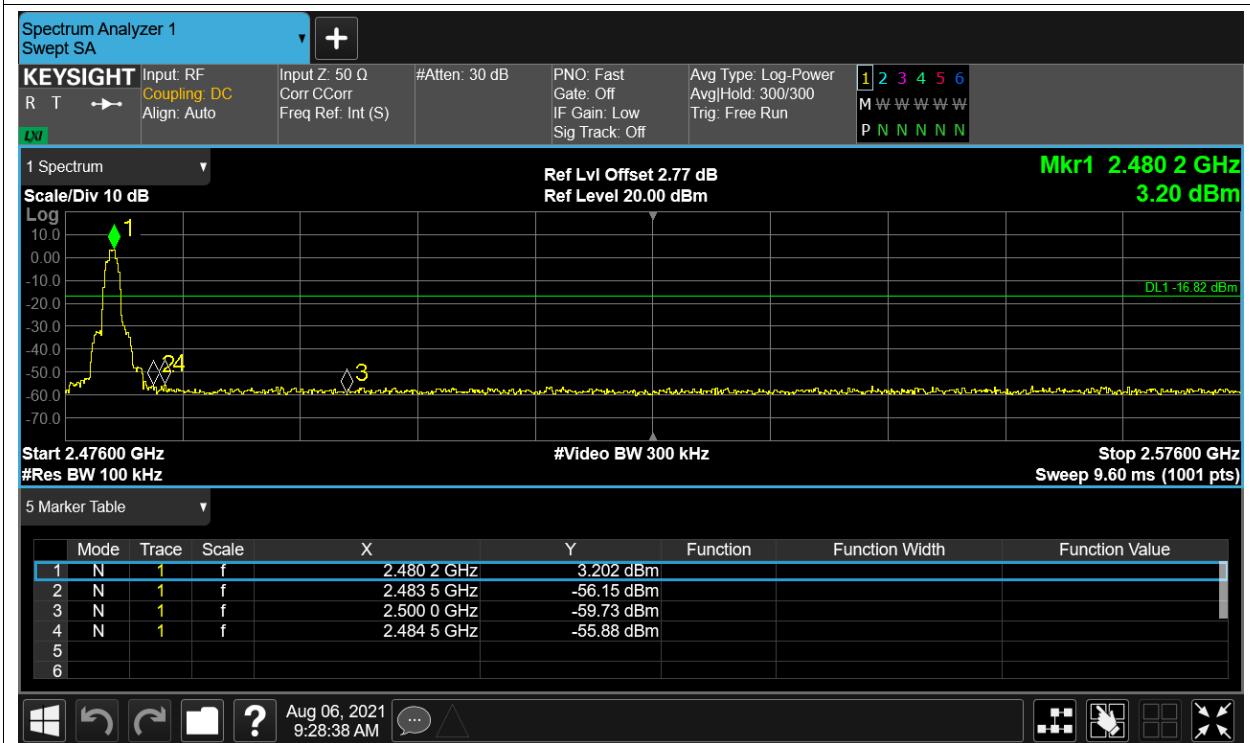 Spectrum Analyzer 1
Swept SA
+
KEYSIGHT Input: RF Input Z: 50 Ω #Atten: 30 dB PNO: Fast Avg Type: Log-Power 1 2 3 4 5 6
R T Coupling: DC Corr CCorr Gate: Off Avg|Hold: 300/300 M W W W W W W
Align: Auto Freq Ref: Int (S) IF Gain: Low Trig: Free Run
LXI Sig Track: Off P N N N N N N
1 Spectrum Ref Lvl Offset 2.77 dB Mkr1 2.480 2 GHz
Scale/Div 10 dB Ref Level 20.00 dBm 3.20 dBm
Log
1
10.0
0.00
-10.0
DL1 -16.82 dBm
-20.0
-30.0
-40.0
2 4
-50.0
3
-60.0
-70.0
Start 2.47600 GHz #Video BW 300 kHz Stop 2.57600 GHz
#Res BW 100 kHz Sweep 9.60 ms (1001 pts)
5 Marker Table
Mode Trace Scale X Y Function Function Width Function Value
1 N 1 f 2.480 2 GHz 3.202 dBm
2 N 1 f 2.483 5 GHz -56.15 dBm
3 N 1 f 2.500 0 GHz -59.73 dBm
4 N 1 f 2.484 5 GHz -55.88 dBm
5
6
? Aug 06, 2021
9:28:38 AM